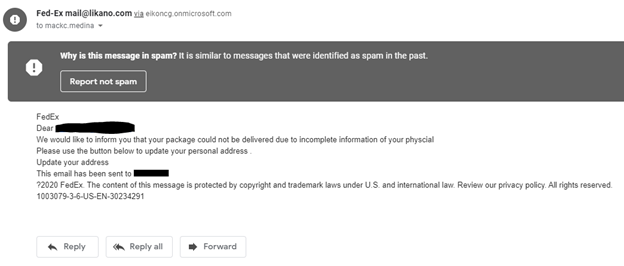 Fed-Ex mail@likano.com via eikoncg.onmicrosoft.com
to mackc.medina
Why is this message in spam? It is similar to messages that were identified as spam in the past.
Report not spam
FedEx
Dear
We would like to inform you that your package could not be delivered due to incomplete information of your physcial
Please use the button below to update your personal address .
Update your address
This email has been sent to
?2020 FedEx. The content of this message is protected by copyright and trademark laws under U.S. and international law. Review our privacy policy. All rights reserved.
1003079-3-6-US-EN-30234291
Reply
Reply all
Forward